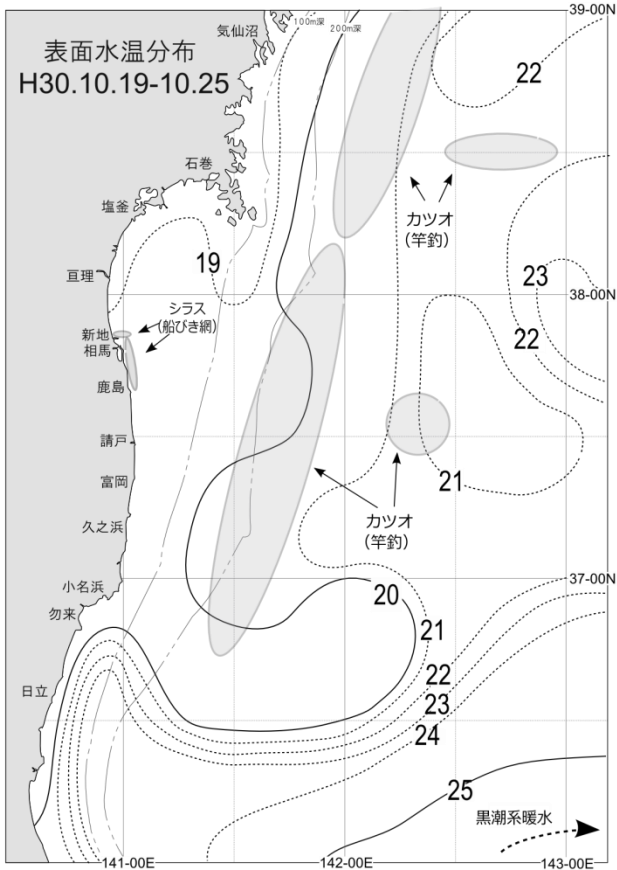 39-00N
気仙沼
100m深
200m深
表面水温分布
H30.10.19-10.25
22
石巻
塩釜
カツオ
(竿釣)
19
亘理
23
38-00N
シラス
(船びき網)
新地
相馬
22
鹿島
請戸
21
富岡
カツオ
(竿釣)
久之浜
37-00N
小名浜
20
勿来
21
22
日立
23
24
25
黒潮系暖水
141-00E
142-00E
143-00E